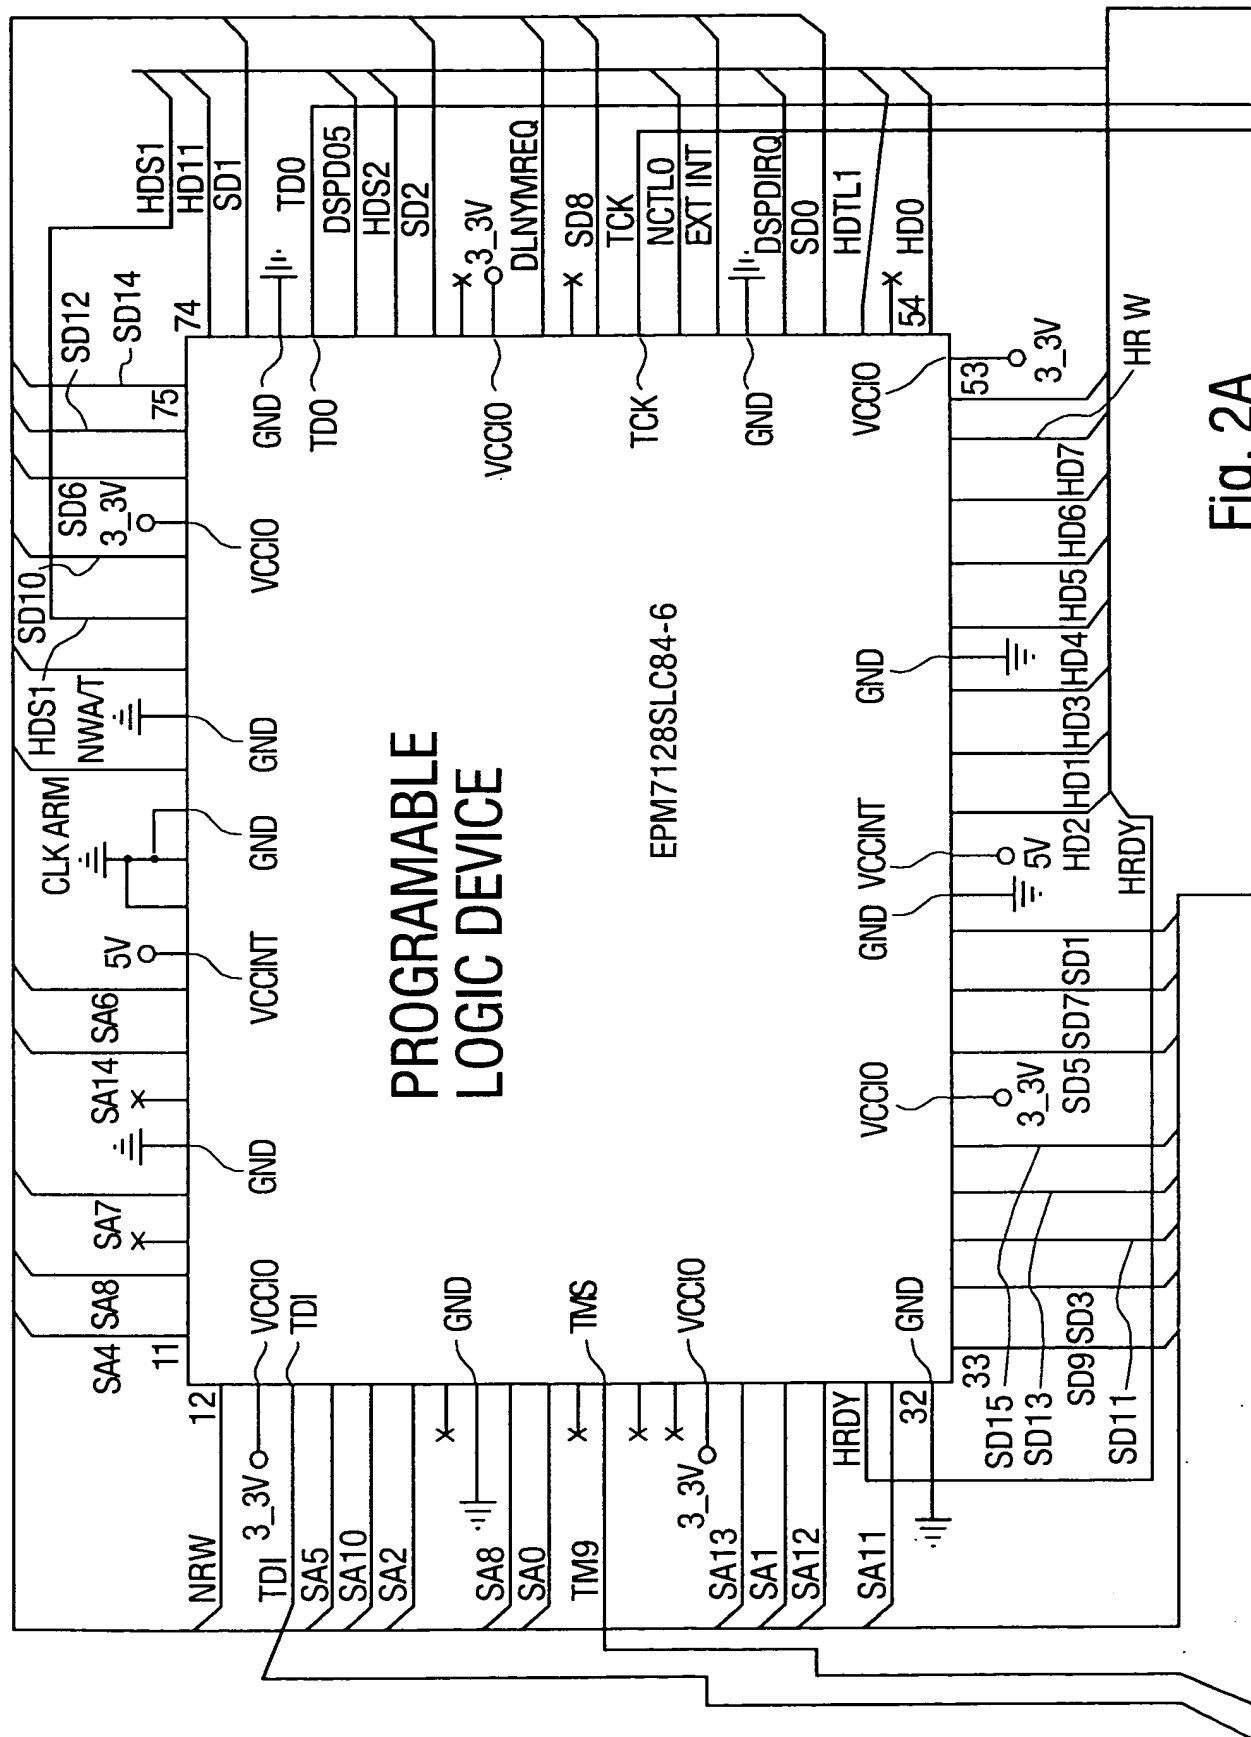 HDS1
HD11
SD1
TD0
DSPD05
HDS2
SD2
3_3V
DLNYMREQ
SD8
TCK
NCTL0
EXT INT
DSPDIRQ
SD0
HDTL1
HD0
74
54
GND
TD0
VCCIO
TCK
GND
VCCIO
53
3_3V
HR W
75
SD14
SD12
SD6
3_3V
VCCIO
SD10
HDS1
NWA/T
GND
CLK ARM
GND
5V
VCCINT
SA6
SA14
GND
SA7
SA8
SA4
11
PROGRAMABLE
LOGIC DEVICE
EPM7128SLC84-6
HD7
HD6
HD5
HD4
GND
HD3
HD1
HD2
VCCINT
5V
GND
HRDY
SD1
SD7
SD5
VCCIO
3_3V
SD3
SD9
33
SD15
SD13
SD11
12
VCCIO
TDI
GND
TMS
VCCIO
GND
32
NRW
3_3V
TDI
SA5
SA10
SA2
SA8
SA0
TM9
3_3V
SA13
SA1
SA12
HRDY
SA11
Fig. 2A